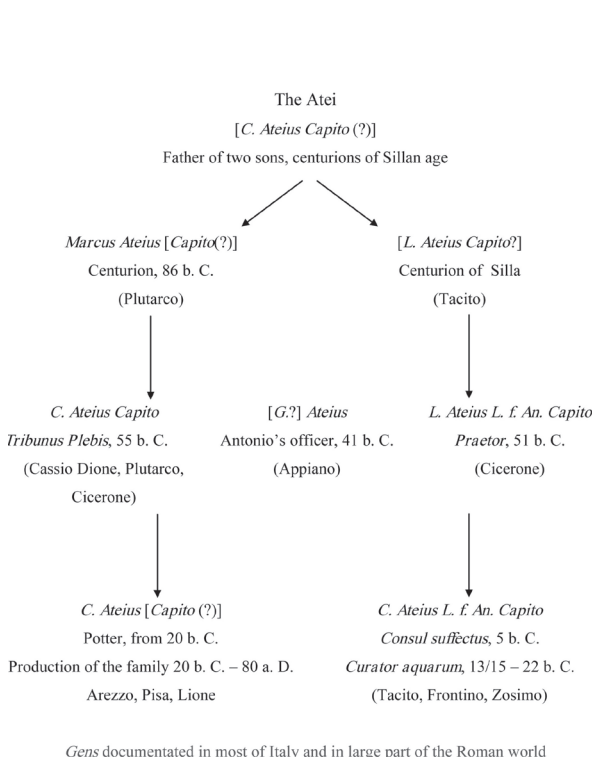 The Atei
[C. Ateius Capito (?)]
Father of two sons, centurions of Sillan age
Marcus Ateius [Capito(?)]
Centurion, 86 b. C.
(Plutarco)
[L. Ateius Capito?]
Centurion of Silla
(Tacito)
C. Ateius Capito
Tribunus Plebis, 55 b. C.
(Cassio Dione, Plutarco,
Cicerone)
[G.?] Ateius
Antonio's officer, 41 b. C.
(Appiano)
L. Ateius L. f. An. Capito
Praetor, 51 b. C.
(Cicerone)
C. Ateius [Capito (?)]
Potter, from 20 b. C.
Production of the family 20 b. C. – 80 a. D.
Arezzo, Pisa, Lione
C. Ateius L. f. An. Capito
Consul suffectus, 5 b. C.
Curator aquarum, 13/15 – 22 b. C.
(Tacito, Frontino, Zosimo)
Gens documentated in most of Italy and in large part of the Roman world